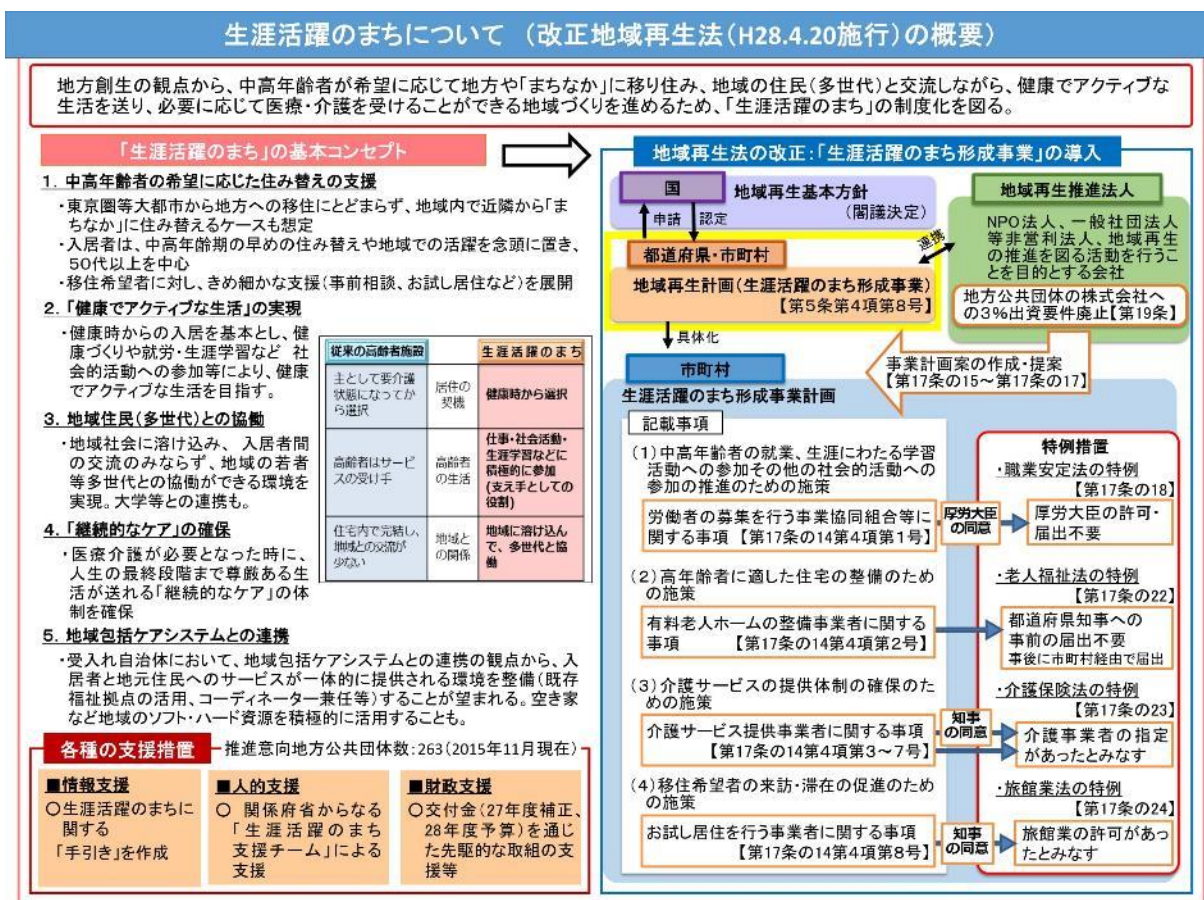 生涯活躍のまちについて (改正地域再生法(H28.4.20施行)の概要)
地方創生の観点から、中高年齢者が希望に応じて地方や「まちなか」に移り住み、地域の住民(多世代)と交流しながら、健康でアクティブな
生活を送り、必要に応じて医療・介護を受けることができる地域づくりを進めるため、「生涯活躍のまち」の制度化を図る。
「生涯活躍のまち」の基本コンセプト
1. 中高年齢者の希望に応じた住み替えの支援
・東京圏等大都市から地方への移住にとどまらず、地域内で近隣から「ま
ちなか」に住み替えるケースも想定
・入居者は、中高年齢期の早めの住み替えや地域での活躍を念頭に置き、
50代以上を中心
・移住希望者に対し、きめ細かな支援(事前相談、お試し居住など)を展開
2. 「健康でアクティブな生活」の実現
・健康時からの入居を基本とし、健
康づくりや就労・生涯学習など 社
会的活動への参加等により、健康
でアクティブな生活を目指す。
3. 地域住民(多世代)との協働
・地域社会に溶け込み、 入居者間
の交流のみならず、地域の若者
等多世代との協働ができる環境を
実現。大学等との連携も。
4. 「継続的なケア」の確保
・医療介護が必要となった時に、
人生の最終段階まで尊厳ある生
活が送れる「継続的なケア」の体
制を確保
従来の高齢者施設
生涯活躍のまち
主として要介護
状態になってか
ら選択
居住の
契機
健康時から選択
高齢者はサービ
スの受け手
高齢者
の生活
仕事・社会活動・
生涯学習などに
積極的に参加
(支え手としての
役割)
住宅内で完結し、
地域との交流が
少ない
地域と
の関係
地域に溶け込ん
で、多世代と協
働
5. 地域包括ケアシステムとの連携
・受入れ自治体において、地域包括ケアシステムとの連携の観点から、入
居者と地元住民へのサービスが一体的に提供される環境を整備(既存
福祉拠点の活用、コーディネーター兼任等)することが望まれる。空き家
など地域のソフト・ハード資源を積極的に活用することも。
各種の支援措置
推進意向地方公共団体数:263(2015年11月現在)
■情報支援
○生涯活躍のまちに
関する
「手引き」を作成
■人的支援
○ 関係府省からなる
「生涯活躍のまち
支援チーム」による
支援
■財政支援
○交付金(27年度補正、
28年度予算)を通じ
た先駆的な取組の支
援等
地域再生法の改正:「生涯活躍のまち形成事業」の導入
国
地域再生基本方針
(閣議決定)
申請
認定
都道府県・市町村
地域再生計画(生涯活躍のまち形成事業)
【第5条第4項第8号】
連携
地域再生推進法人
NPO法人、一般社団法人
等非営利法人、地域再生
の推進を図る活動を行うこ
とを目的とする会社
地方公共団体の株式会社へ
の3%出資要件廃止【第19条】
具体化
事業計画案の作成・提案
【第17条の15~第17条の17】
市町村
生涯活躍のまち形成事業計画
記載事項
(1)中高年齢者の就業、生涯にわたる学習
活動への参加その他の社会的活動への
参加の推進のための施策
労働者の募集を行う事業協同組合等に
関する事項 【第17条の14第4項第1号】
(2)高年齢者に適した住宅の整備のため
の施策
有料老人ホームの整備事業者に関する
事項 【第17条の14第4項第2号】
(3)介護サービスの提供体制の確保のた
めの施策
介護サービス提供事業者に関する事項
【第17条の14第4項第3~7号】
(4)移住希望者の来訪・滞在の促進のため
の施策
お試し居住を行う事業者に関する事項
【第17条の14第4項第8号】
厚労大臣
の同意
知事
の同意
知事
の同意
特例措置
・職業安定法の特例
【第17条の18】
厚労大臣の許可・
届出不要
・老人福祉法の特例
【第17条の22】
都道府県知事への
事前の届出不要
事後に市町村経由で届出
・介護保険法の特例
【第17条の23】
介護事業者の指定
があったとみなす
・旅館業法の特例
【第17条の24】
旅館業の許可があっ
たとみなす